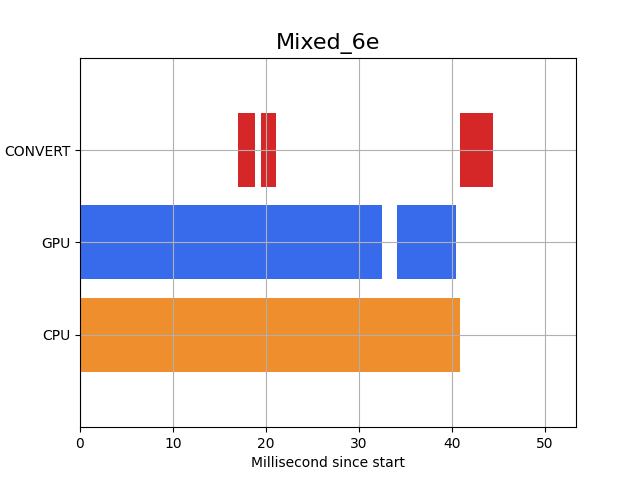 Mixed_6e
CONVERT
GPU
CPU
0 10 20 30 40 50
Millisecond since start